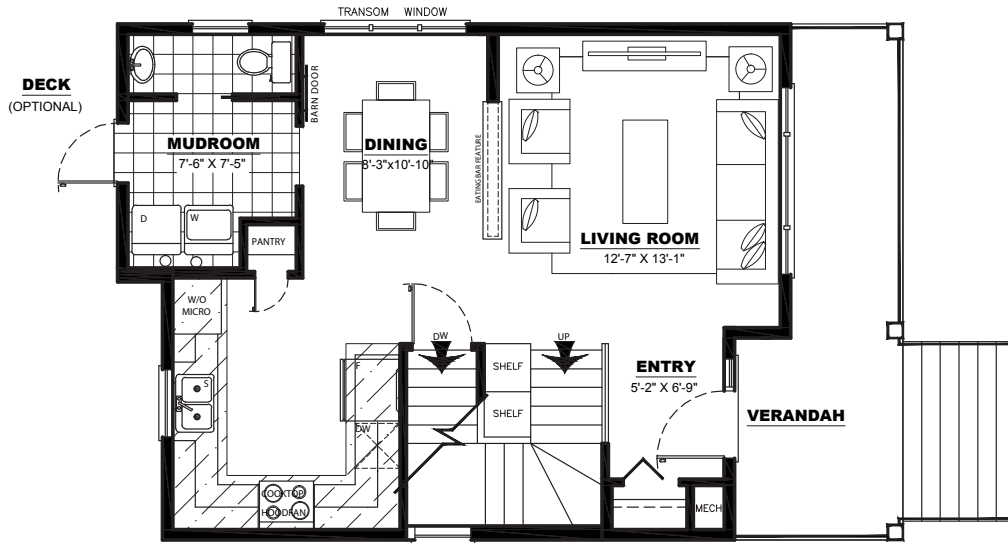 TRANSOM WINDOW
DECK
(OPTIONAL)
BARN DOOR
MUDROOM
7'-6" X 7'-5"
DINING
8'-3"x10'-10"
EATING BAR FEATURE
D
W
PANTRY
LIVING ROOM
12'-7" X 13'-1"
W/O
MICRO
DW
UP
F
SHELF
SHELF
ENTRY
5'-2" X 6'-9"
S
DW
VERANDAH
COOKTOP
HOODFAN
MECH